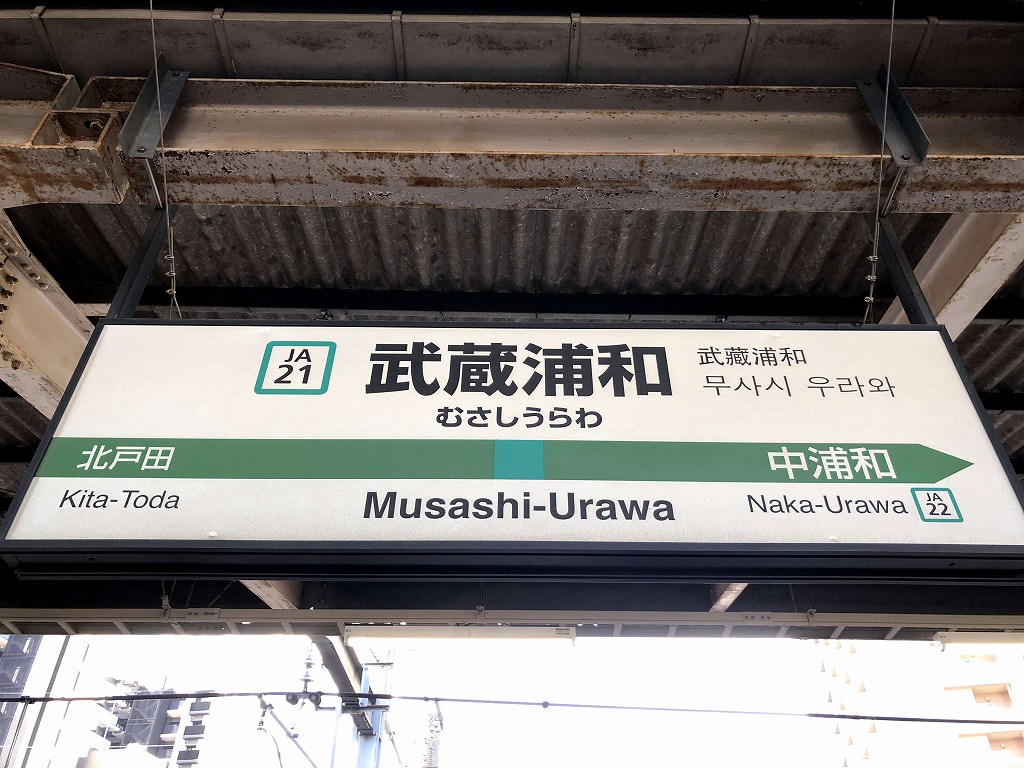 JA
21
武蔵浦和
むさしうらわ
武藏浦和
무사시 우라와
北戸田
中浦和
Kita-Toda
Musashi-Urawa
Naka-Urawa
JA
22